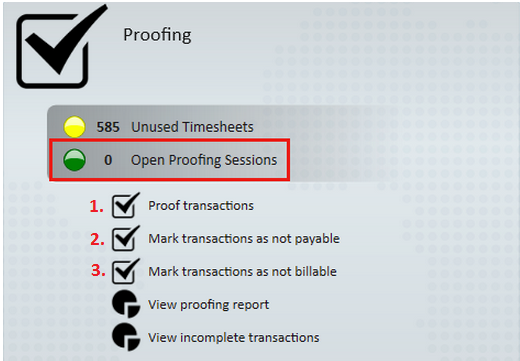 Proofing
585 Unused Timesheets
0 Open Proofing Sessions
1. Proof transactions
2. Mark transactions as not payable
3. Mark transactions as not billable
View proofing report
View incomplete transactions